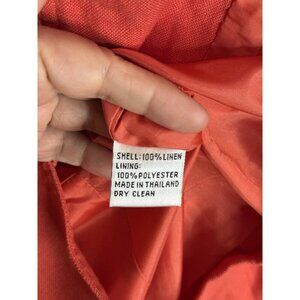 SHELL:100%LINEN
LINING:
100%POLYESTER
MADE IN THAILAND
DRY CLEAN